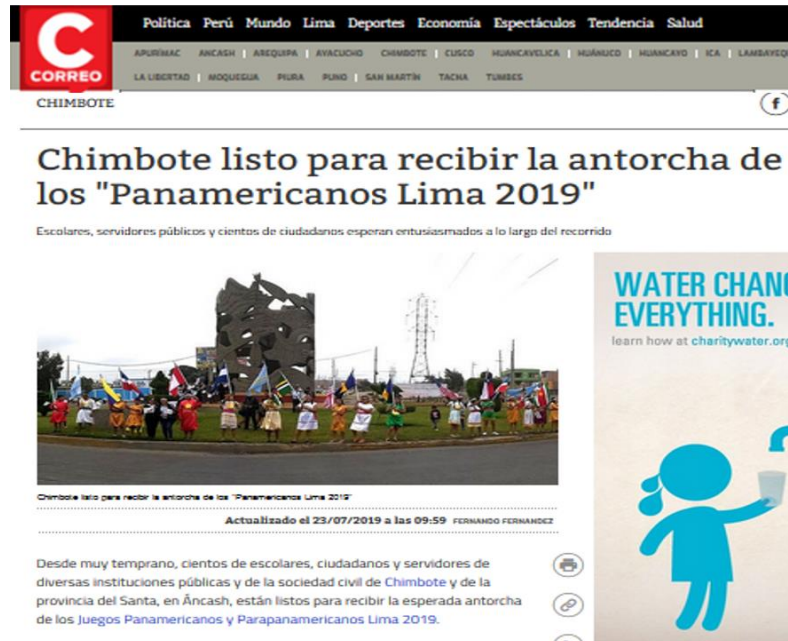 Política Perú Mundo Lima Deportes Economía Espectáculos Tendencia Salud
C
CORREO
APURÍMAC ANCASH | AREQUIPA | AYACUCHO CHIMBOTE | CUSCO HUANCAVELICA | HUÁNUCO | HUANCAYO | ICA | LAMBAYEQU
LA LIBERTAD | MOQUEGUA PIURA PUNO | SAN MARTÍN TACNA TUMBES
CHIMBOTE
f
Chimbote listo para recibir la antorcha de
los "Panamericanos Lima 2019"
Escolares, servidores públicos y cientos de ciudadanos esperan entusiasmados a lo largo del recorrido
WATER CHANG
EVERYTHING.
learn how at charitywater.org
Chimbote listo para recibir la antorcha de los "Panamericanos Lima 2019"
Actualizado el 23/07/2019 a las 09:59 FERNANDO FERNANDEZ
Desde muy temprano, cientos de escolares, ciudadanos y servidores de
diversas instituciones públicas y de la sociedad civil de Chimbote y de la
provincia del Santa, en Áncash, están listos para recibir la esperada antorcha
de los Juegos Panamericanos y Parapanamericanos Lima 2019.